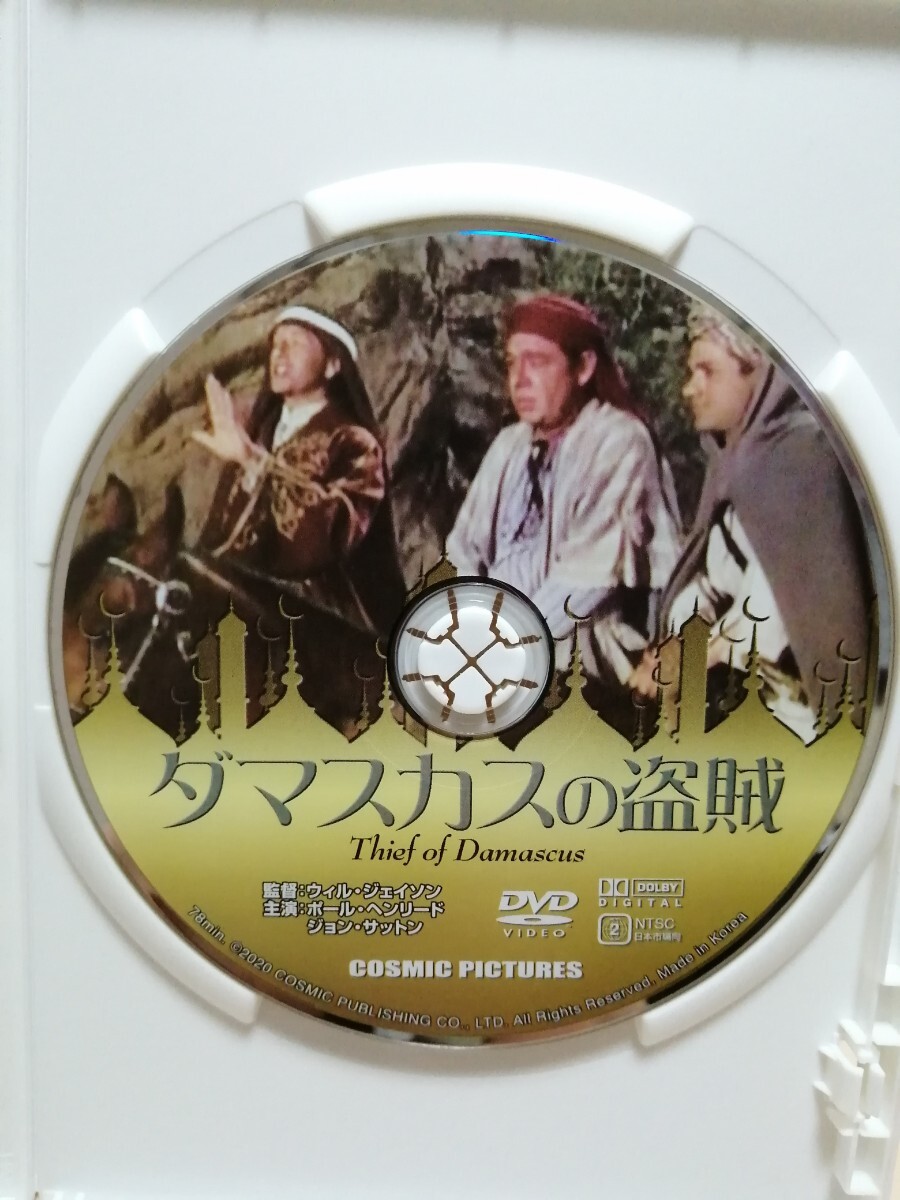 ダマスカスの盗賊
Thief of Damascus
監督:ウィル・ジェイソン
主演:ポール・ヘンリード
ジョン・サットン
DVD
VIDEO
DOLBY
DIGITAL
2
NTSC
日本市場向
COSMIC PICTURES
78min. ©2020 COSMIC PUBLISHING CO., LTD. All Rights Reserved, Made in Korea